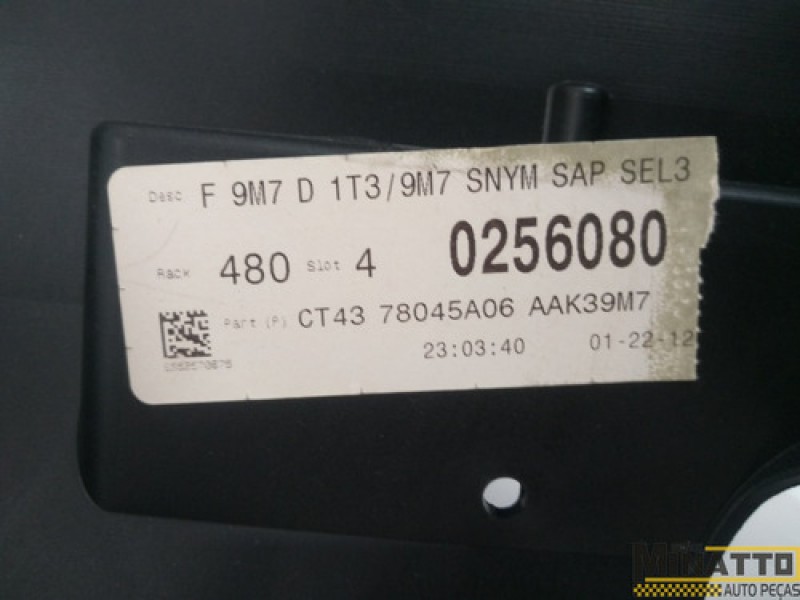 Desc F 9M7 D 1T3/9M7 SNYM SAP SEL3
Rack 480 Slot 4 0256080
Part (P) CT43 78045A06 AAK39M7
23:03:40 01-22-12
AUTO PEÇAS